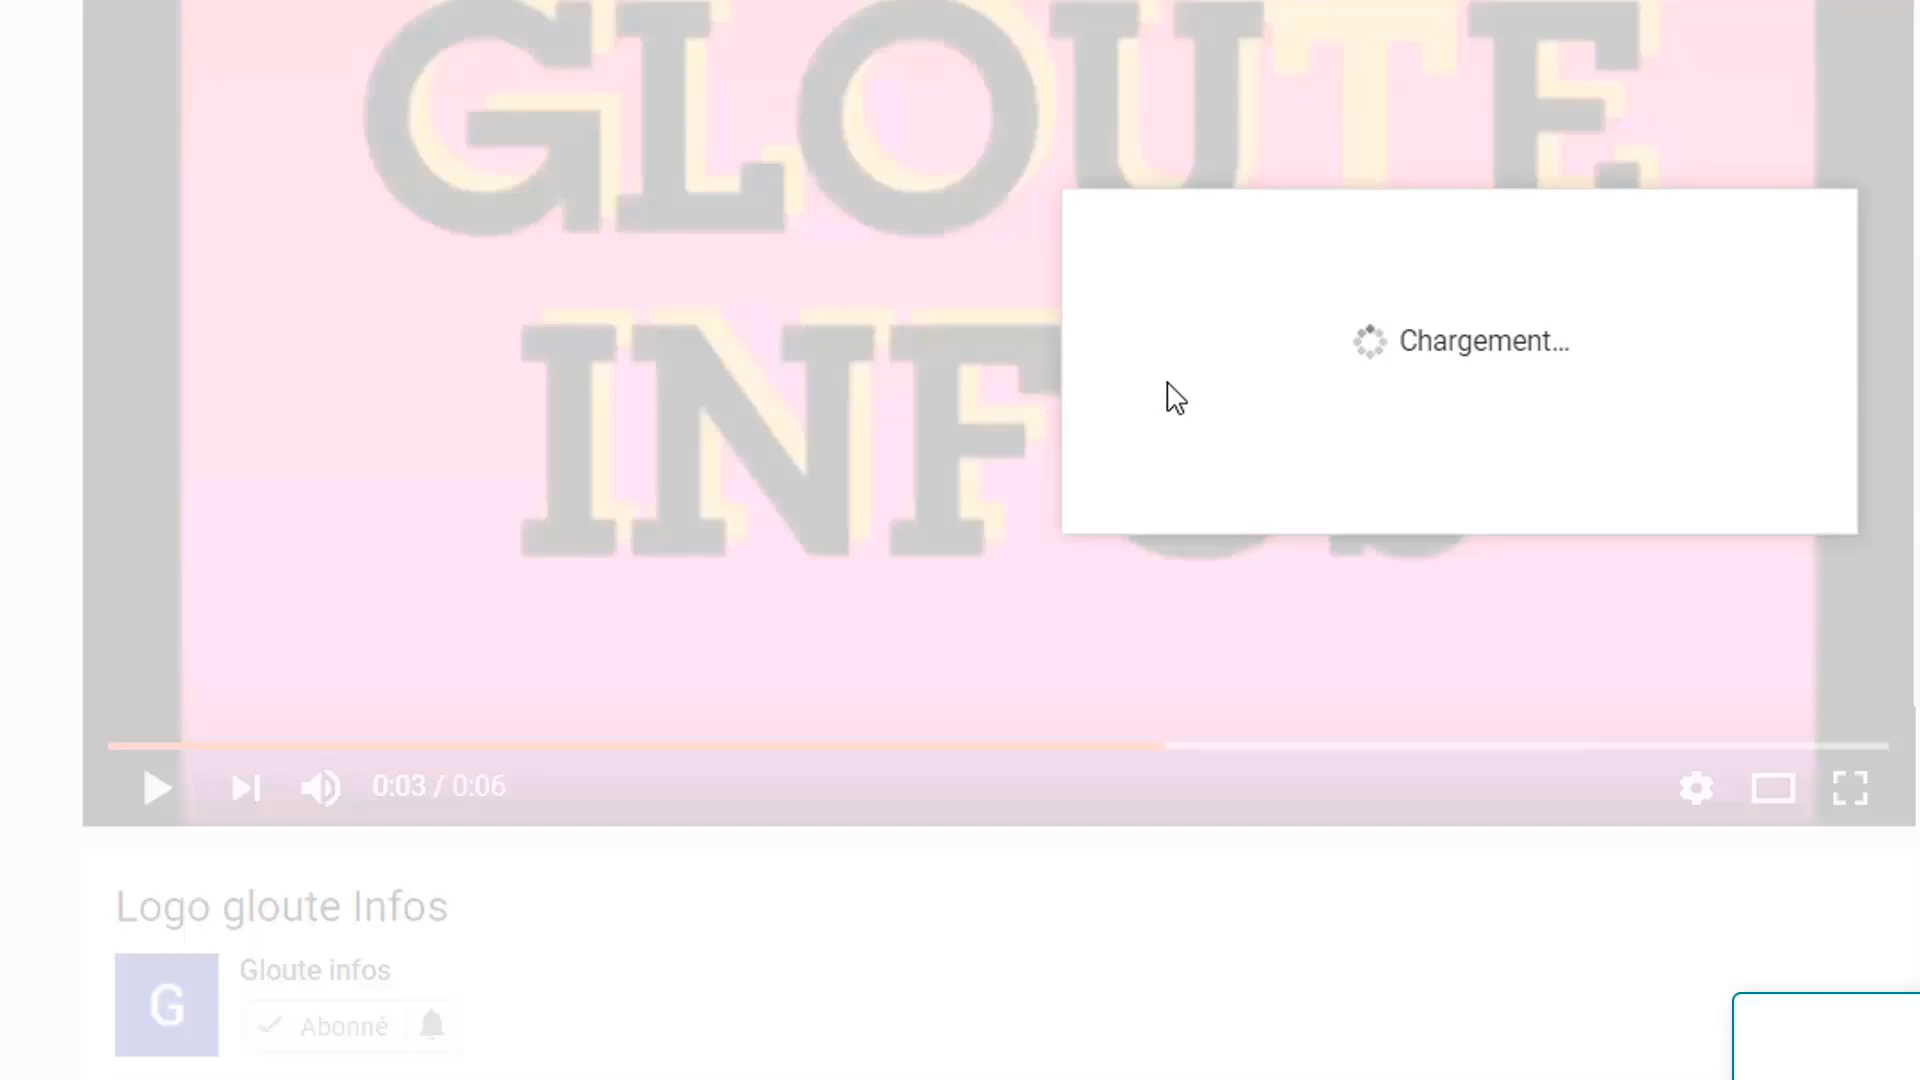 GLOUTE
INF
Chargement...
0:03 / 0:06
Logo gloute Infos
G
Gloute infos
Abonné